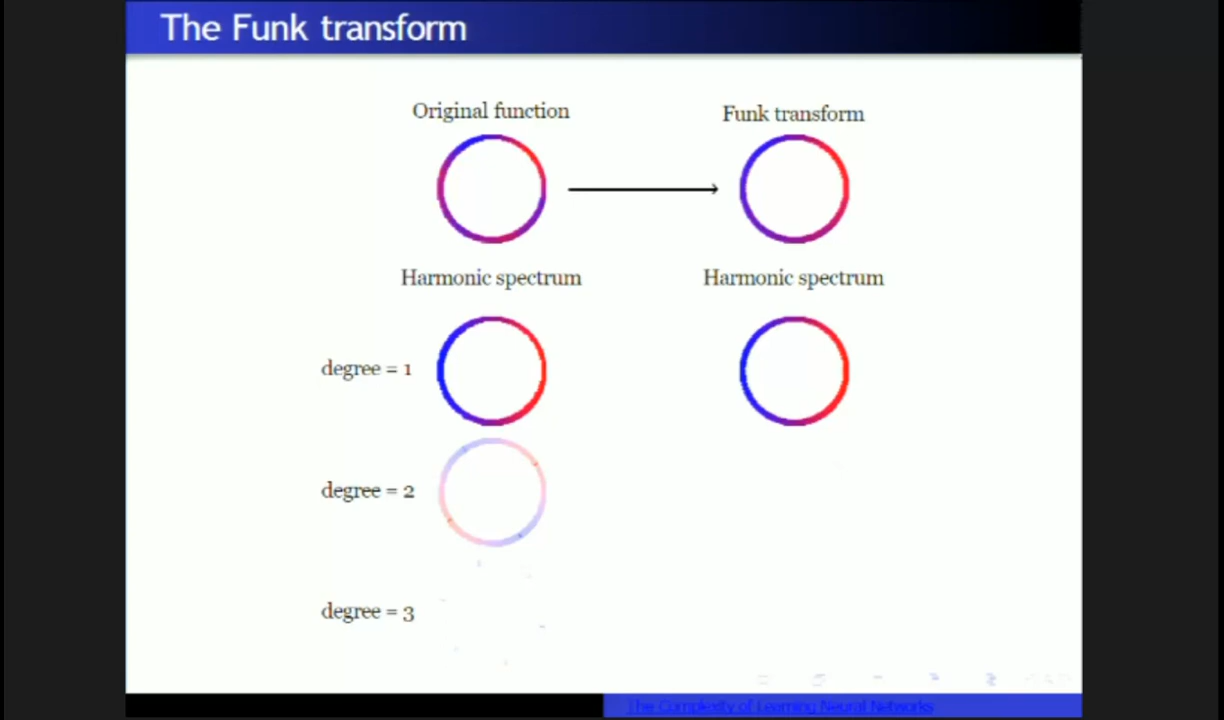 The Funk transform
Original function
Funk transform
Harmonic spectrum
Harmonic spectrum
degree = 1
degree = 2
degree = 3
The Complexity of Learning Neural Networks